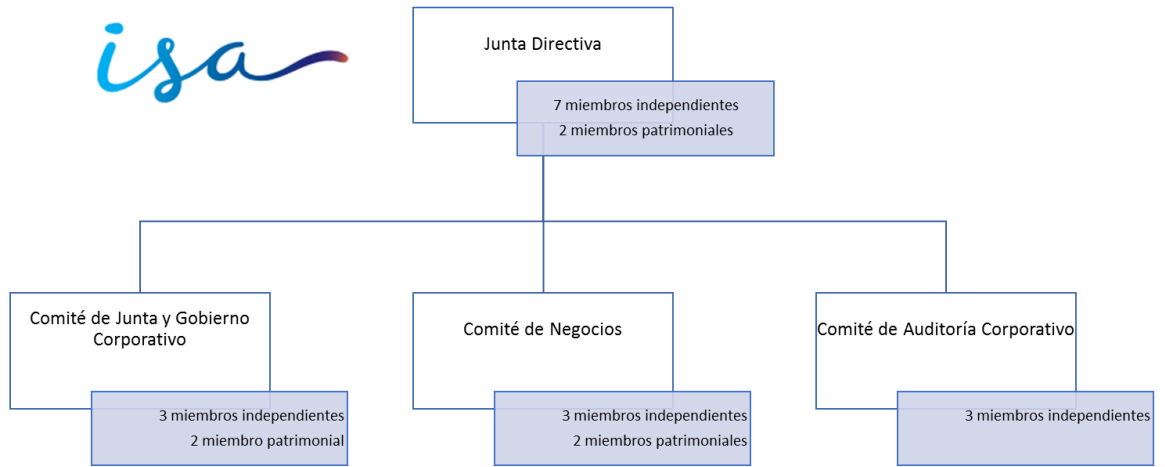 isa
Junta Directiva
7 miembros independientes
2 miembros patrimoniales
Comité de Junta y Gobierno
Corporativo
3 miembros independientes
2 miembro patrimonial
Comité de Negocios
3 miembros independientes
2 miembros patrimoniales
Comité de Auditoría Corporativo
3 miembros independientes